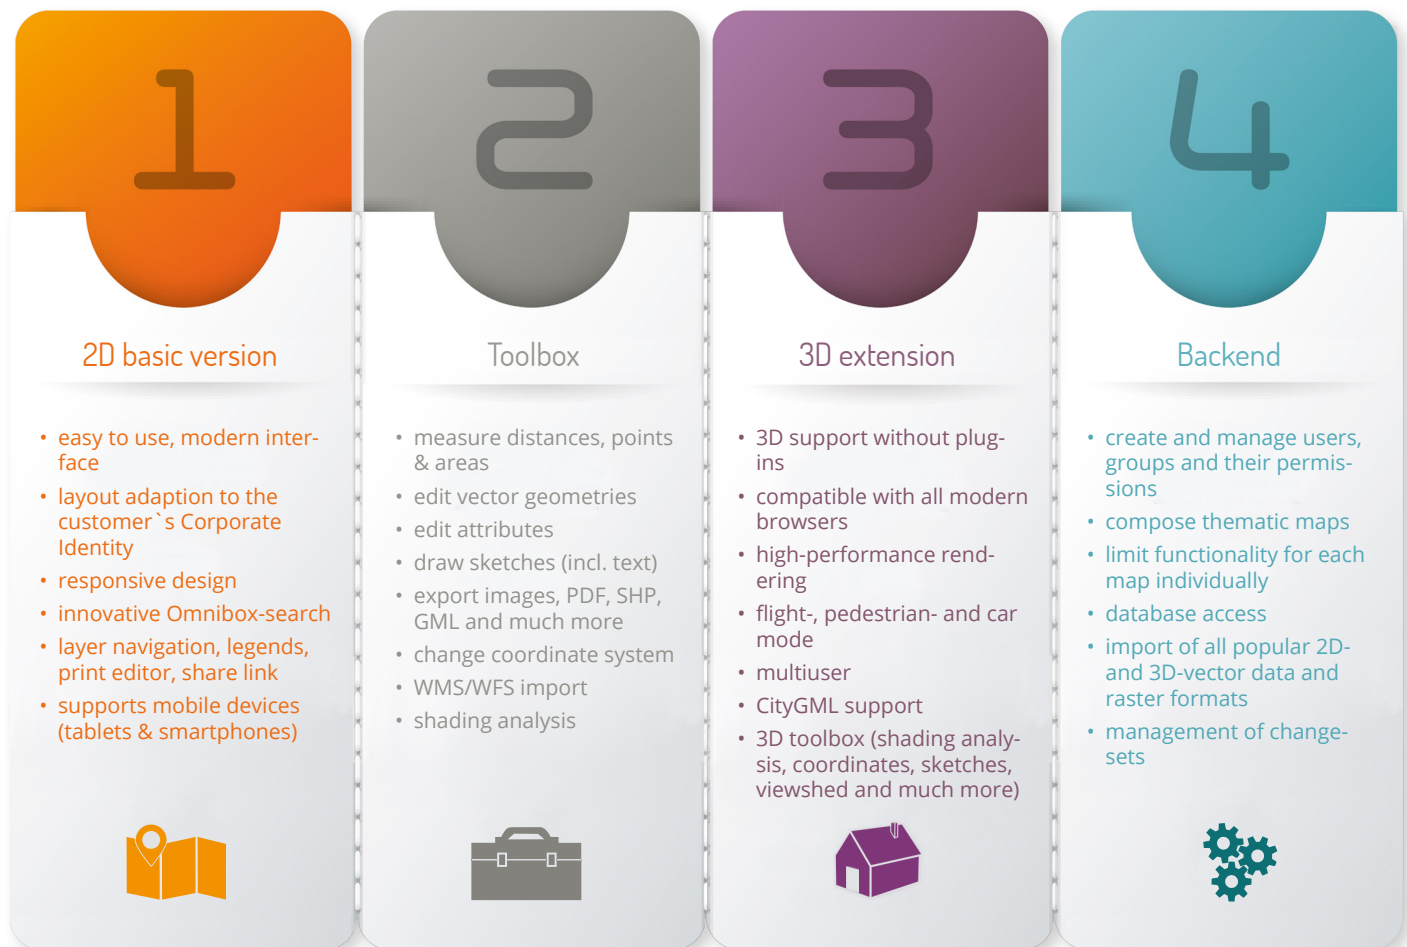 1
2D basic version
• easy to use, modern inter-
face
• layout adaption to the
customer`s Corporate
Identity
• responsive design
• innovative Omnibox-search
• layer navigation, legends,
print editor, share link
• supports mobile devices
(tablets & smartphones)
2
Toolbox
• measure distances, points
& areas
• edit vector geometries
• edit attributes
• draw sketches (incl. text)
• export images, PDF, SHP,
GML and much more
• change coordinate system
• WMS/WFS import
• shading analysis
3
3D extension
• 3D support without plug-
ins
• compatible with all modern
browsers
• high-performance rend-
ering
• flight-, pedestrian- and car
mode
• multiuser
• CityGML support
• 3D toolbox (shading analy-
sis, coordinates, sketches,
viewshed and much more)
4
Backend
• create and manage users,
groups and their permis-
sions
• compose thematic maps
• limit functionality for each
map individually
• database access
• import of all popular 2D-
and 3D-vector data and
raster formats
• management of change-
sets